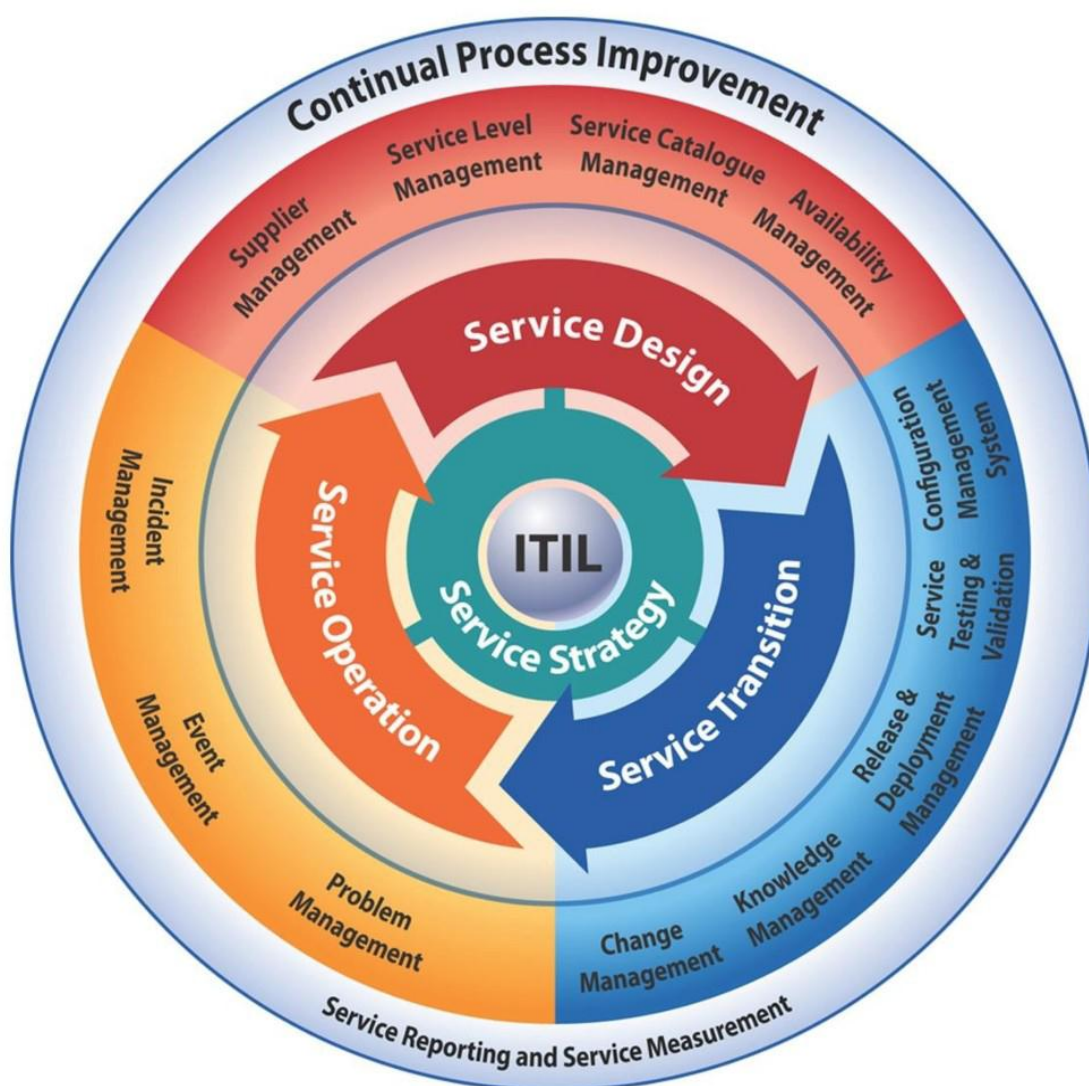 Continual Process Improvement
Supplier
Management
Service Level
Management
Service Catalogue
Management
Availability
Management
Configuration
Management
System
Service
Testing &
Validation
Release &
Deployment
Management
Knowledge
Management
Change
Management
Problem
Management
Event
Management
Incident
Management
Service Design
Service Transition
Service Operation
Service Strategy
ITIL
Service Reporting and Service Measurement